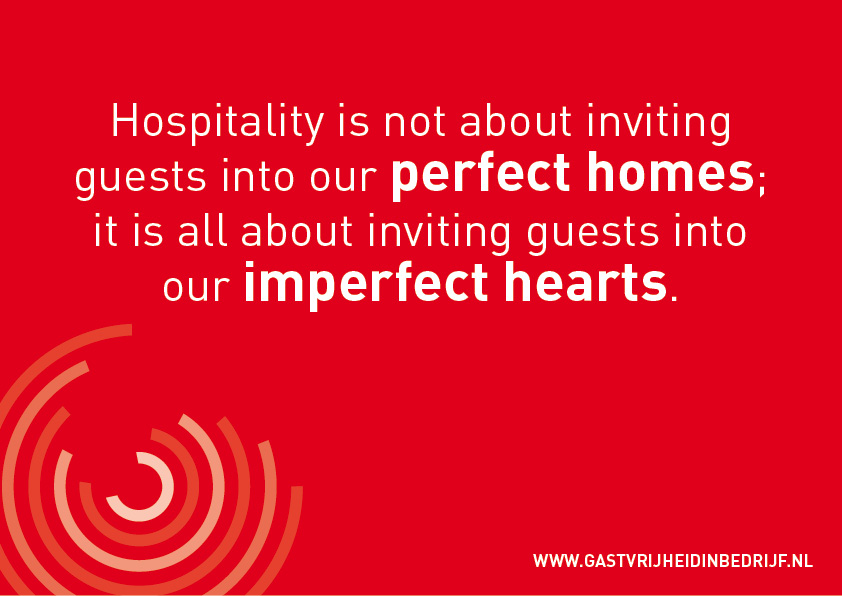 Hospitality is not about inviting
guests into our perfect homes;
it is all about inviting guests into
our imperfect hearts.
WWW.GASTVRIJHEIDINBEDRIJF.NL